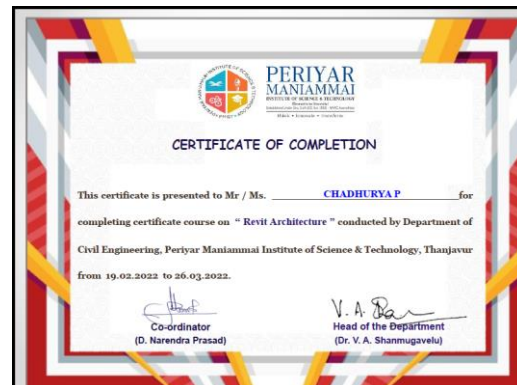 PERIYAR
MANIAMMAI
INSTITUTE OF SCIENCE & TECHNOLOGY
CERTIFICATE OF COMPLETION
This certificate is presented to Mr / Ms. CHADHURYA P for
completing certificate course on “ Revit Architecture ” conducted by Department of
Civil Engineering, Periyar Maniammai Institute of Science & Technology, Thanjavur
from 19.02.2022 to 26.03.2022.
V. A.
Co-ordinator Head of the Department
(D. Narendra Prasad) (Dr. V. A. Shanmugavelu)